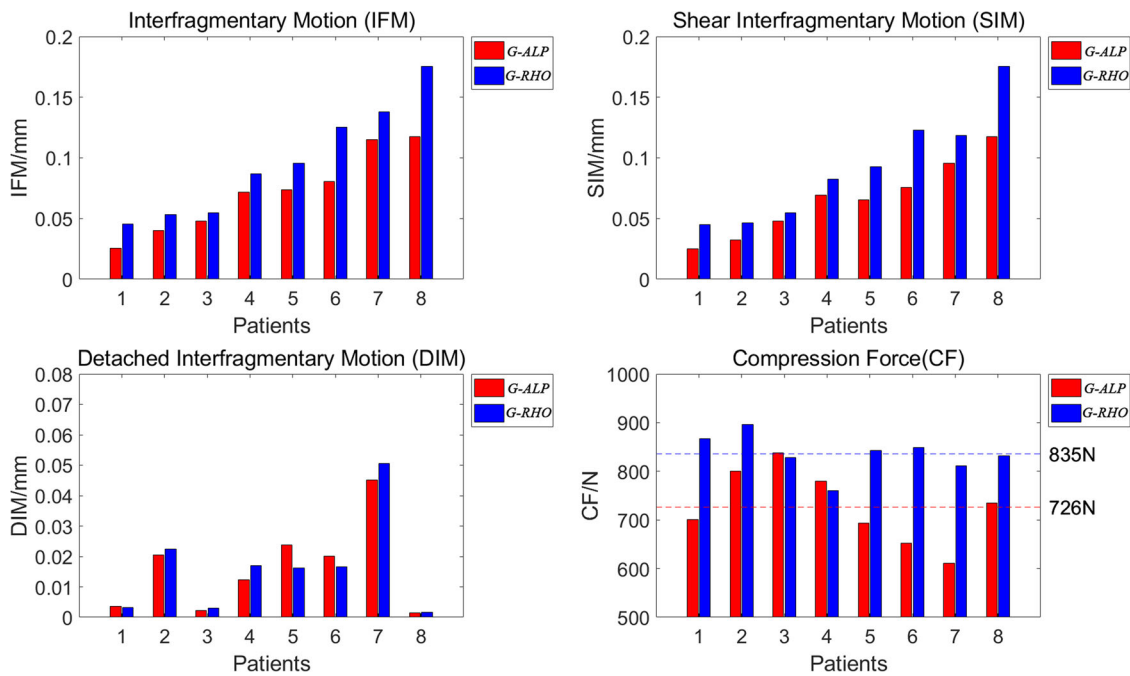 Interfragmentary Motion (IFM)
0.2
0.15
0.1
0.05
0
IFM/mm
1 2 3 4 5 6 7 8
Patients
G-ALP
G-RHO
Shear Interfragmentary Motion (SIM)
0.2
0.15
0.1
0.05
0
SIM/mm
1 2 3 4 5 6 7 8
Patients
G-ALP
G-RHO
Detached Interfragmentary Motion (DIM)
0.08
0.07
0.06
0.05
0.04
0.03
0.02
0.01
0
DIM/mm
1 2 3 4 5 6 7 8
Patients
G-ALP
G-RHO
Compression Force(CF)
1000
900
800
700
600
500
CF/N
1 2 3 4 5 6 7 8
Patients
G-ALP
G-RHO
835N
726N